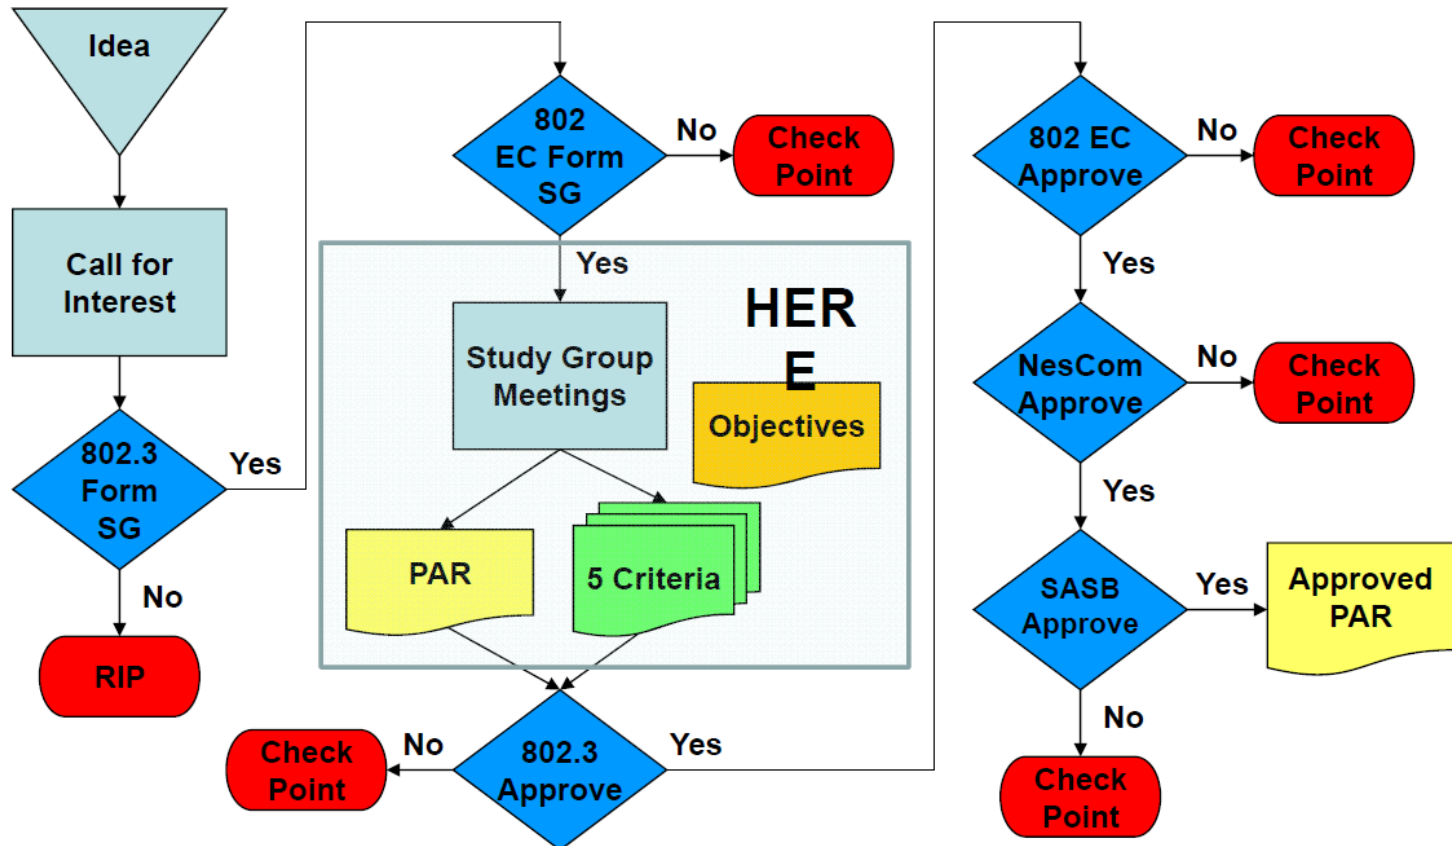 Idea
Call for
Interest
802.3
Form
SG
Yes
No
RIP
802
EC Form
SG
No
Check
Point
Yes
HER
E
Study Group
Meetings
Objectives
PAR
5 Criteria
802.3
Approve
No
Check
Point
Yes
802 EC
Approve
No
Check
Point
Yes
NesCom
Approve
No
Check
Point
Yes
SASB
Approve
Yes
Approved
PAR
No
Check
Point